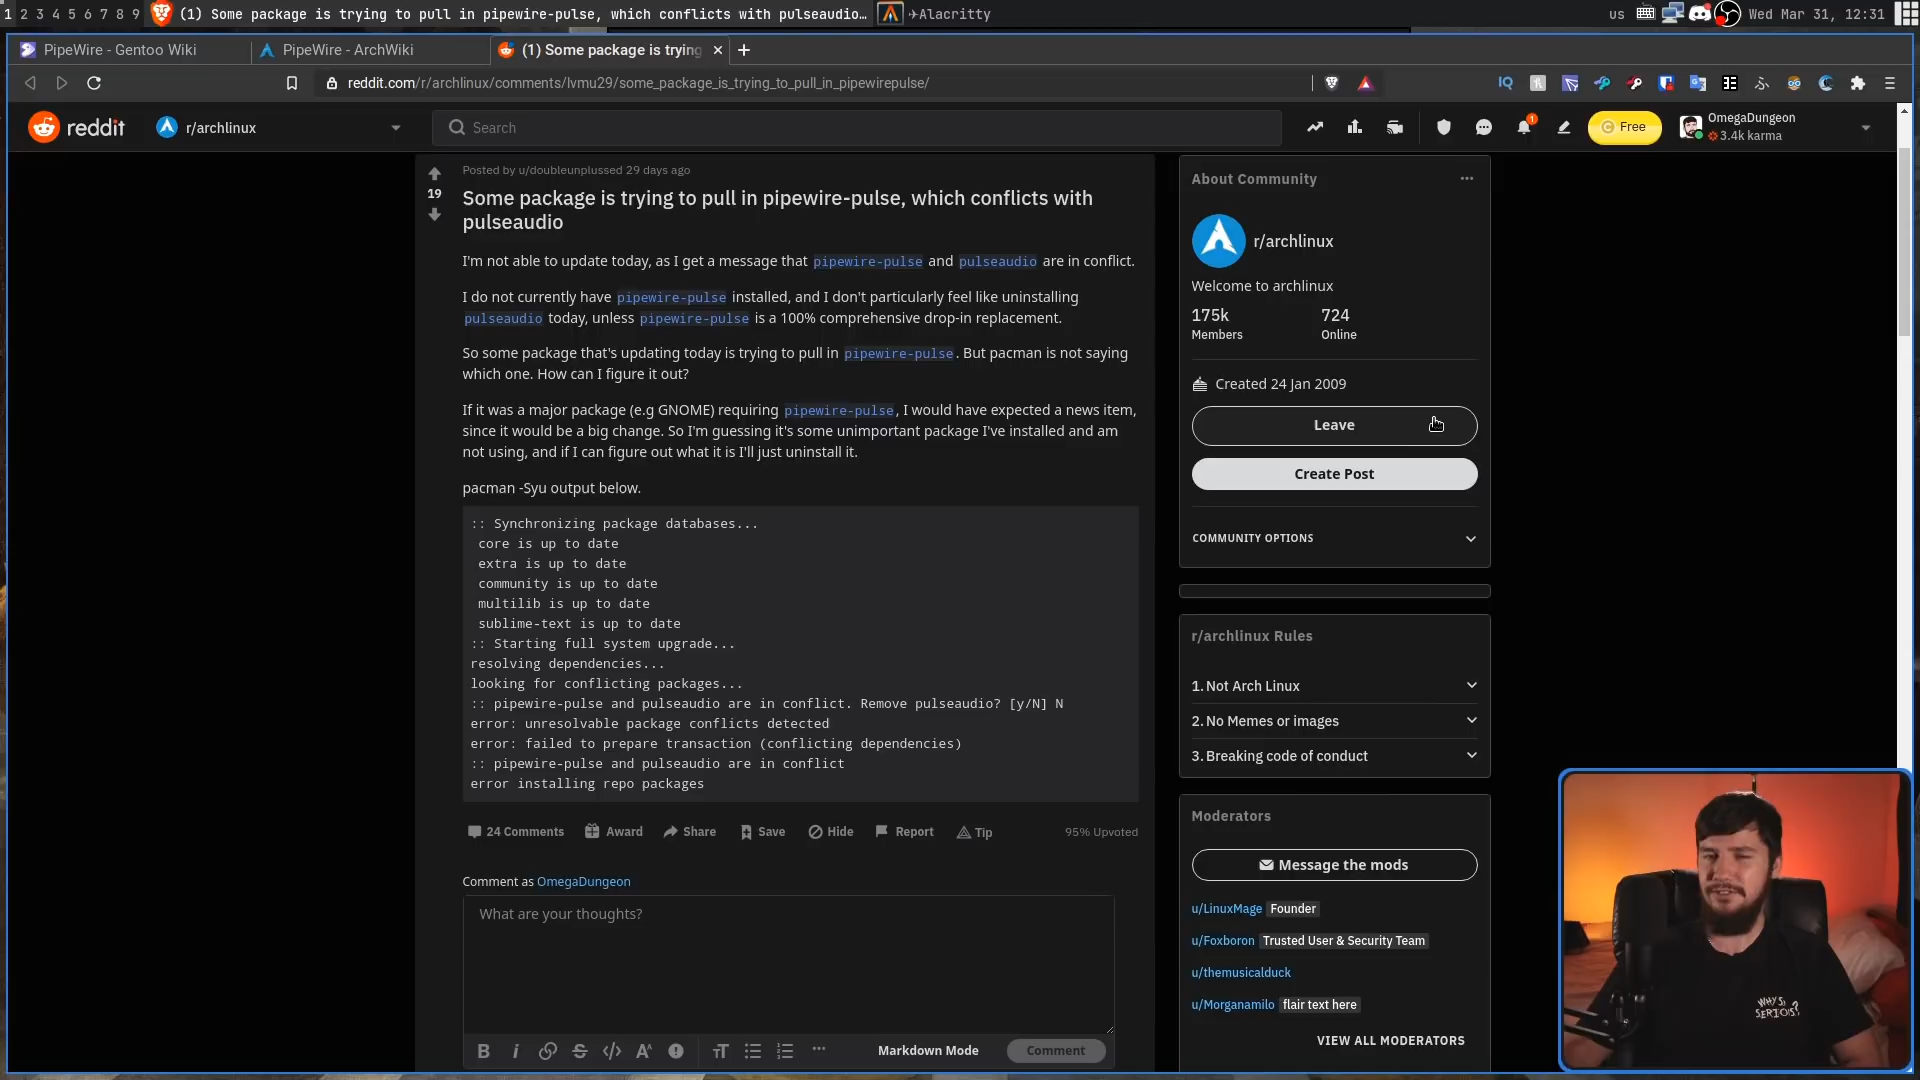 1 2 3 4 5 6 7 8 9
(1) Some package is trying to pull in pipewire-pulse, which conflicts with pulseaudio…
✈Alacritty
us
Wed Mar 31, 12:31
PipeWire - Gentoo Wiki
PipeWire - ArchWiki
(1) Some package is trying
reddit.com/r/archlinux/comments/lvmu29/some_package_is_trying_to_pull_in_pipewirepulse/
IQ
reddit
r/archlinux
Search
1
Free
OmegaDungeon
3.4k karma
Posted by u/doubleunplussed 29 days ago
19
Some package is trying to pull in pipewire-pulse, which conflicts with
pulseaudio
I'm not able to update today, as I get a message that pipewire-pulse and pulseaudio are in conflict.
I do not currently have pipewire-pulse installed, and I don't particularly feel like uninstalling
pulseaudio today, unless pipewire-pulse is a 100% comprehensive drop-in replacement.
So some package that's updating today is trying to pull in pipewire-pulse. But pacman is not saying
which one. How can I figure it out?
If it was a major package (e.g GNOME) requiring pipewire-pulse, I would have expected a news item,
since it would be a big change. So I'm guessing it's some unimportant package I've installed and am
not using, and if I can figure out what it is I'll just uninstall it.
pacman -Syu output below.
:: Synchronizing package databases...
core is up to date
extra is up to date
community is up to date
multilib is up to date
sublime-text is up to date
:: Starting full system upgrade...
resolving dependencies...
looking for conflicting packages...
:: pipewire-pulse and pulseaudio are in conflict. Remove pulseaudio? [y/N] N
error: unresolvable package conflicts detected
error: failed to prepare transaction (conflicting dependencies)
:: pipewire-pulse and pulseaudio are in conflict
error installing repo packages
24 Comments
Award
Share
Save
Hide
Report
Tip
95% Upvoted
Comment as OmegaDungeon
What are your thoughts?
Markdown Mode
Comment
About Community
r/archlinux
Welcome to archlinux
175k
724
Members
Online
Created 24 Jan 2009
Leave
Create Post
COMMUNITY OPTIONS
r/archlinux Rules
1. Not Arch Linux
2. No Memes or images
3. Breaking code of conduct
Moderators
Message the mods
u/LinuxMage Founder
u/Foxboron Trusted User & Security Team
u/themusicalduck
u/Morganamilo flair text here
VIEW ALL MODERATORS
WHY SO
SERIOUS?